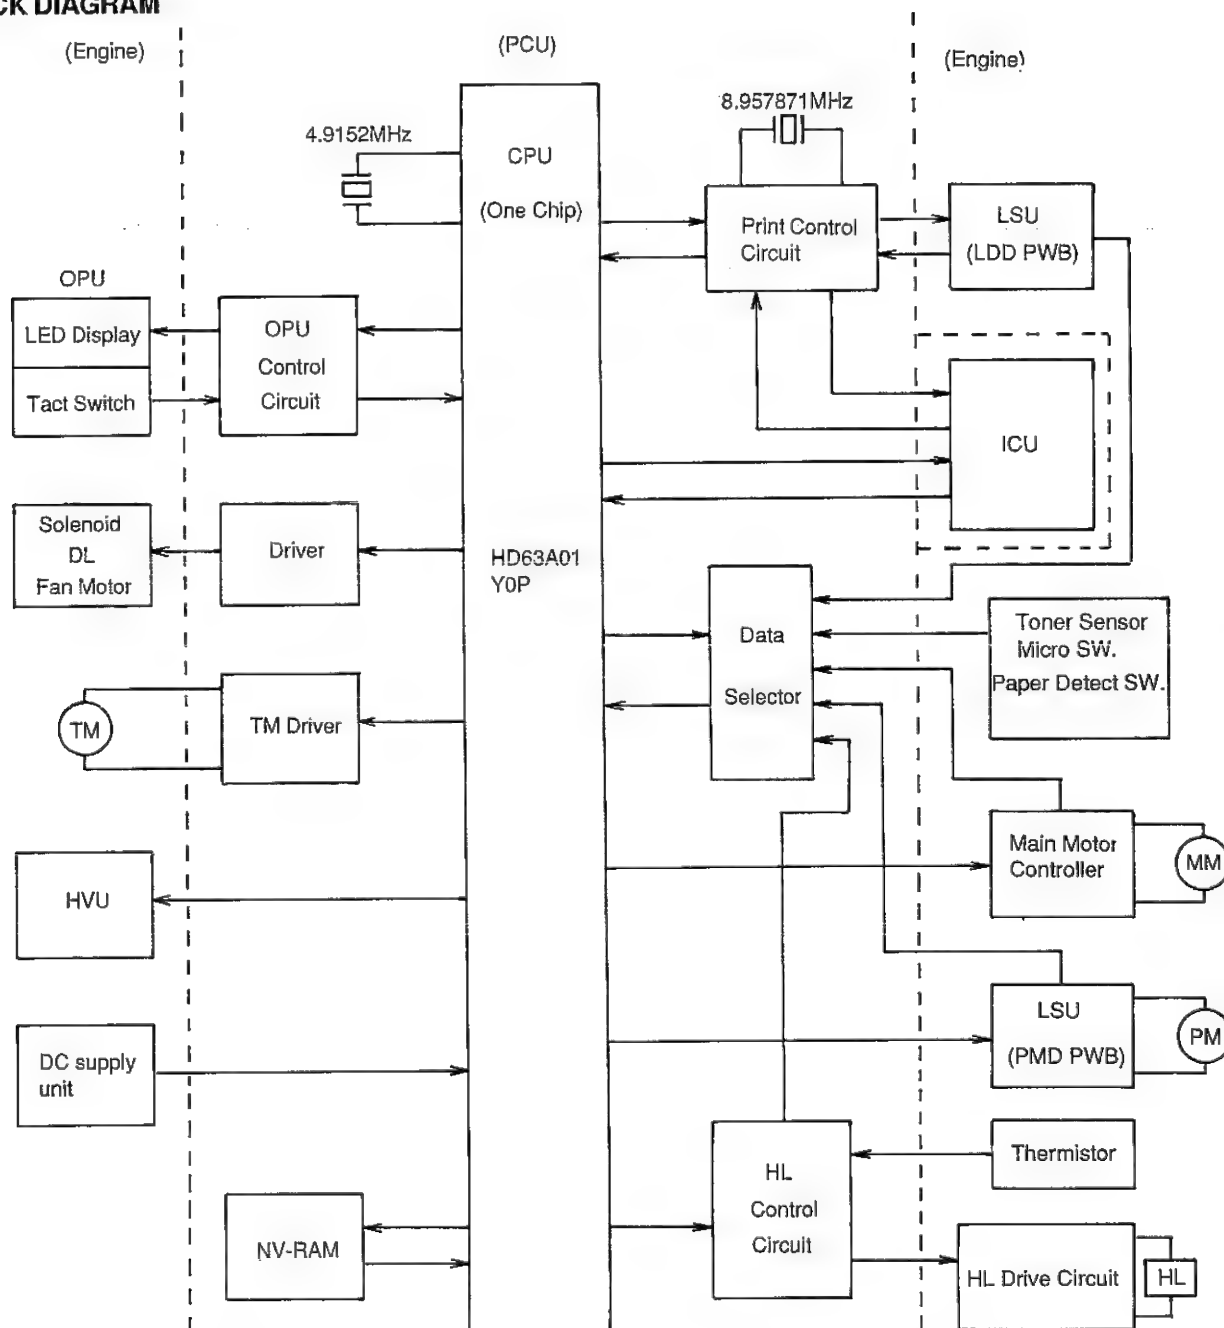 CK DIAGRAM
(Engine)
(PCU)
(Engine)
4.9152MHz
8.957871MHz
CPU
(One Chip)
HD63A01
Y0P
Print Control
Circuit
LSU
(LDD PWB)
OPU
LED Display
Tact Switch
OPU
Control
Circuit
ICU
Solenoid
DL
Fan Motor
Driver
Data
Selector
Toner Sensor
Micro SW.
Paper Detect SW.
TM
TM Driver
Main Motor
Controller
MM
HVU
LSU
(PMD PWB)
PM
DC supply
unit
Thermistor
HL
Control
Circuit
NV-RAM
HL Drive Circuit
HL